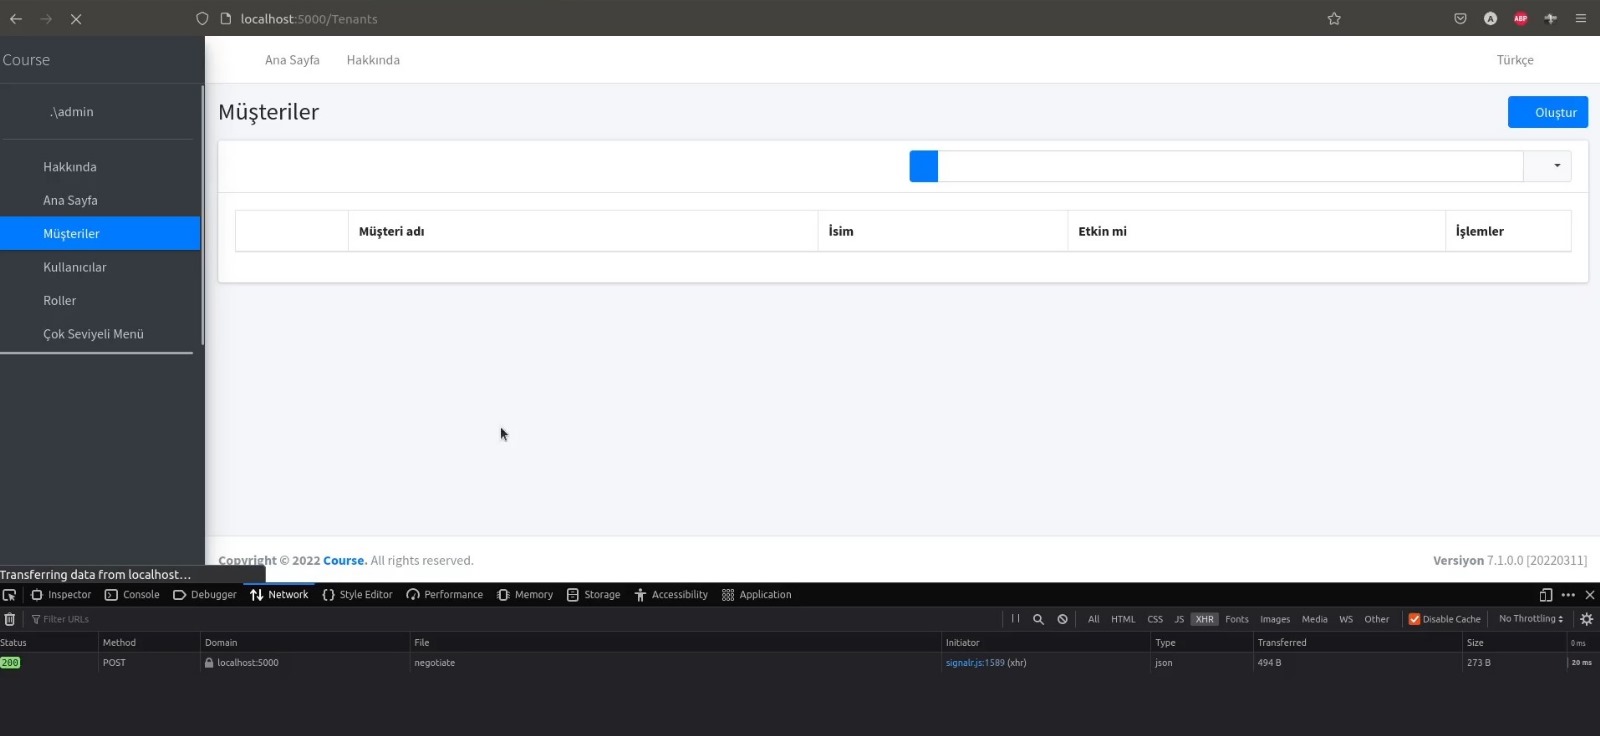 localhost:5000/Tenants
A
ABP
Course
Ana Sayfa
Hakkında
Türkçe
.\admin
Müşteriler
Oluştur
Hakkında
Ana Sayfa
Müşteriler
Kullanıcılar
Roller
Çok Seviyeli Menü
Müşteri adı
İsim
Etkin mi
İşlemler
Copyright © 2022 Course. All rights reserved.
Versiyon 7.1.0.0 [20220311]
Transferring data from localhost...
Inspector
Console
Debugger
Network
Style Editor
Performance
Memory
Storage
Accessibility
Application
Filter URLs
All
HTML
CSS
JS
XHR
Fonts
Images
Media
WS
Other
Disable Cache
No Throttling
Status
Method
Domain
File
Initiator
Type
Transferred
Size
0 ms
200
POST
localhost:5000
negotiate
signalr.js:1589 (xhr)
json
494 B
273 B
20 ms